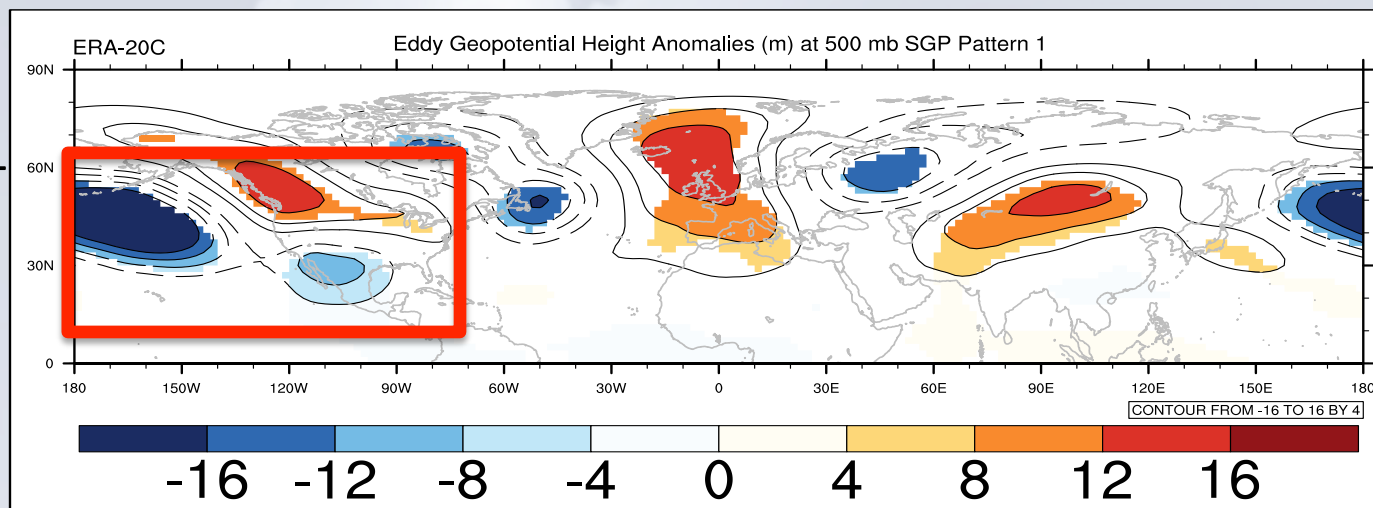 ERA-20C
Eddy Geopotential Height Anomalies (m) at 500 mb SGP Pattern 1
90N
60N
30N
0
180 150W 120W 90W 60W 30W 0 30E 60E 90E 120E 150E 180
CONTOUR FROM -16 TO 16 BY 4
-16 -12 -8 -4 0 4 8 12 16